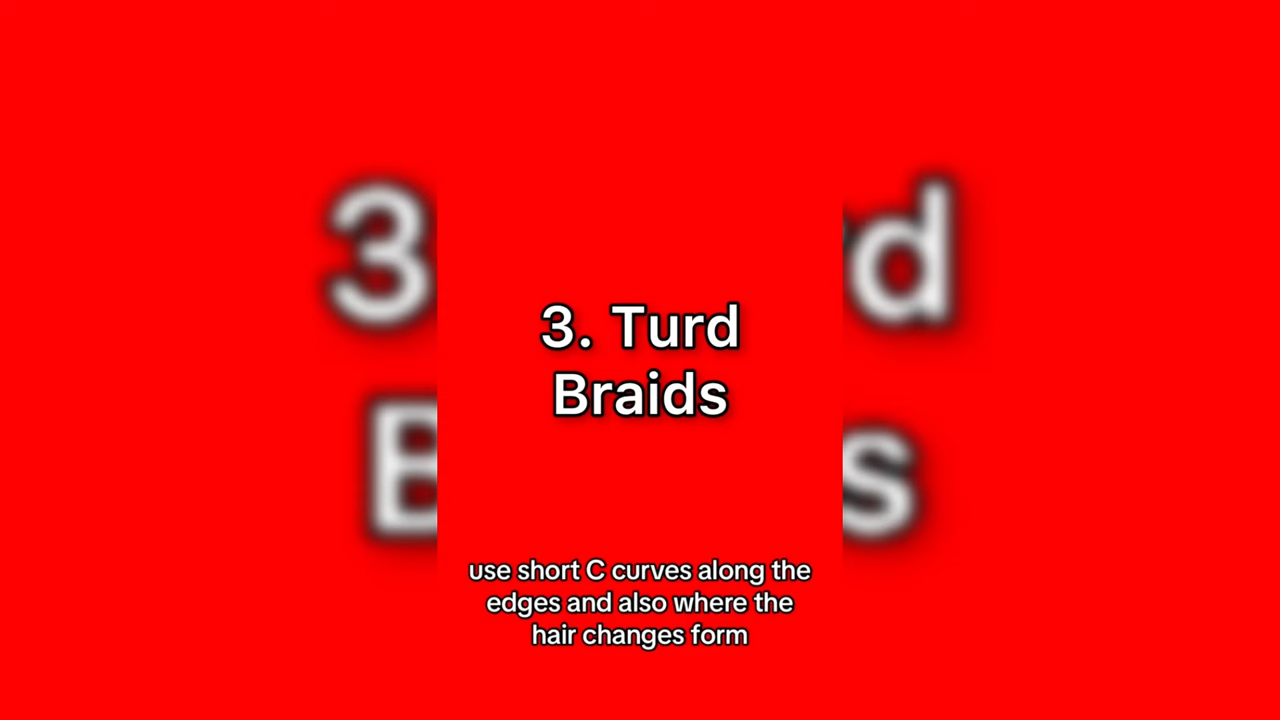 3. Turd
Braids
use short C curves along the
edges and also where the
hair changes form